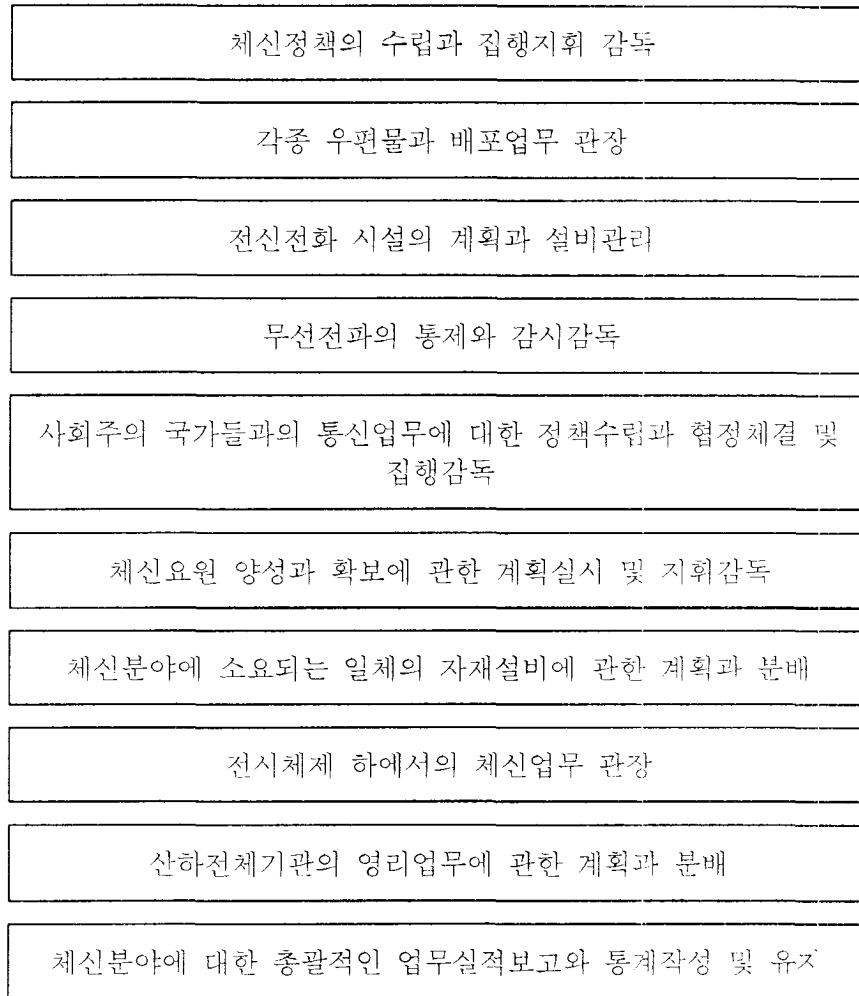 체신정책의 수립과 집행지휘 감독
각종 우편물과 배포업무 관장
전신전화 시설의 계획과 설비관리
무선전파의 통제와 감시감독
사회주의 국가들과의 통신업무에 대한 정책수립과 협정체결 및
집행감독
체신요원 양성과 확보에 관한 계획실시 및 지휘감독
체신분야에 소요되는 일체의 자재설비에 관한 계획과 분배
전시체제 하에서의 체신업무 관장
산하전체기관의 영리업무에 관한 계획과 분배
체신분야에 대한 총괄적인 업무실적보고와 통계작성 및 유지